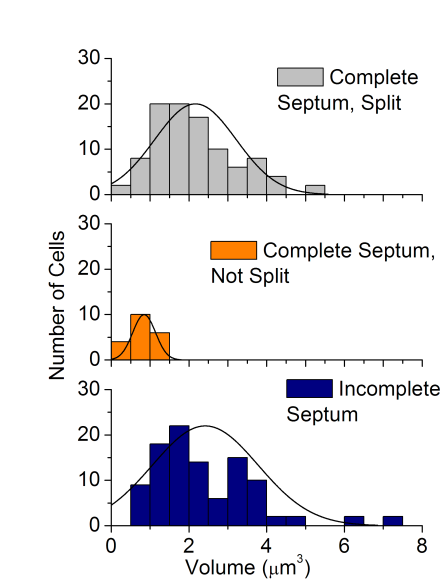 30
20
10
0
Complete
Septum, Split
30
20
10
0
Complete Septum,
Not Split
Number of Cells
30
20
10
0
Incomplete
Septum
0 2 4 6 8
Volume (μm³)